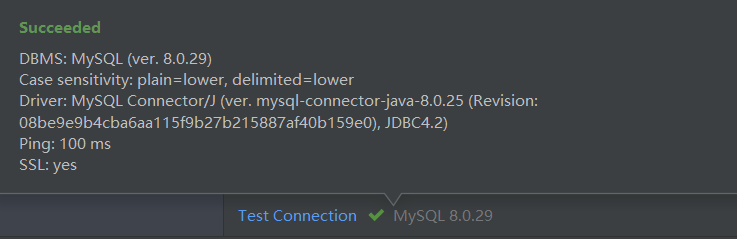 Succeeded
DBMS: MySQL (ver. 8.0.29)
Case sensitivity: plain=lower, delimited=lower
Driver: MySQL Connector/J (ver. mysql-connector-java-8.0.25 (Revision:
08be9e9b4cba6aa115f9b27b215887af40b159e0), JDBC4.2)
Ping: 100 ms
SSL: yes
Test Connection ✔ MySQL 8.0.29